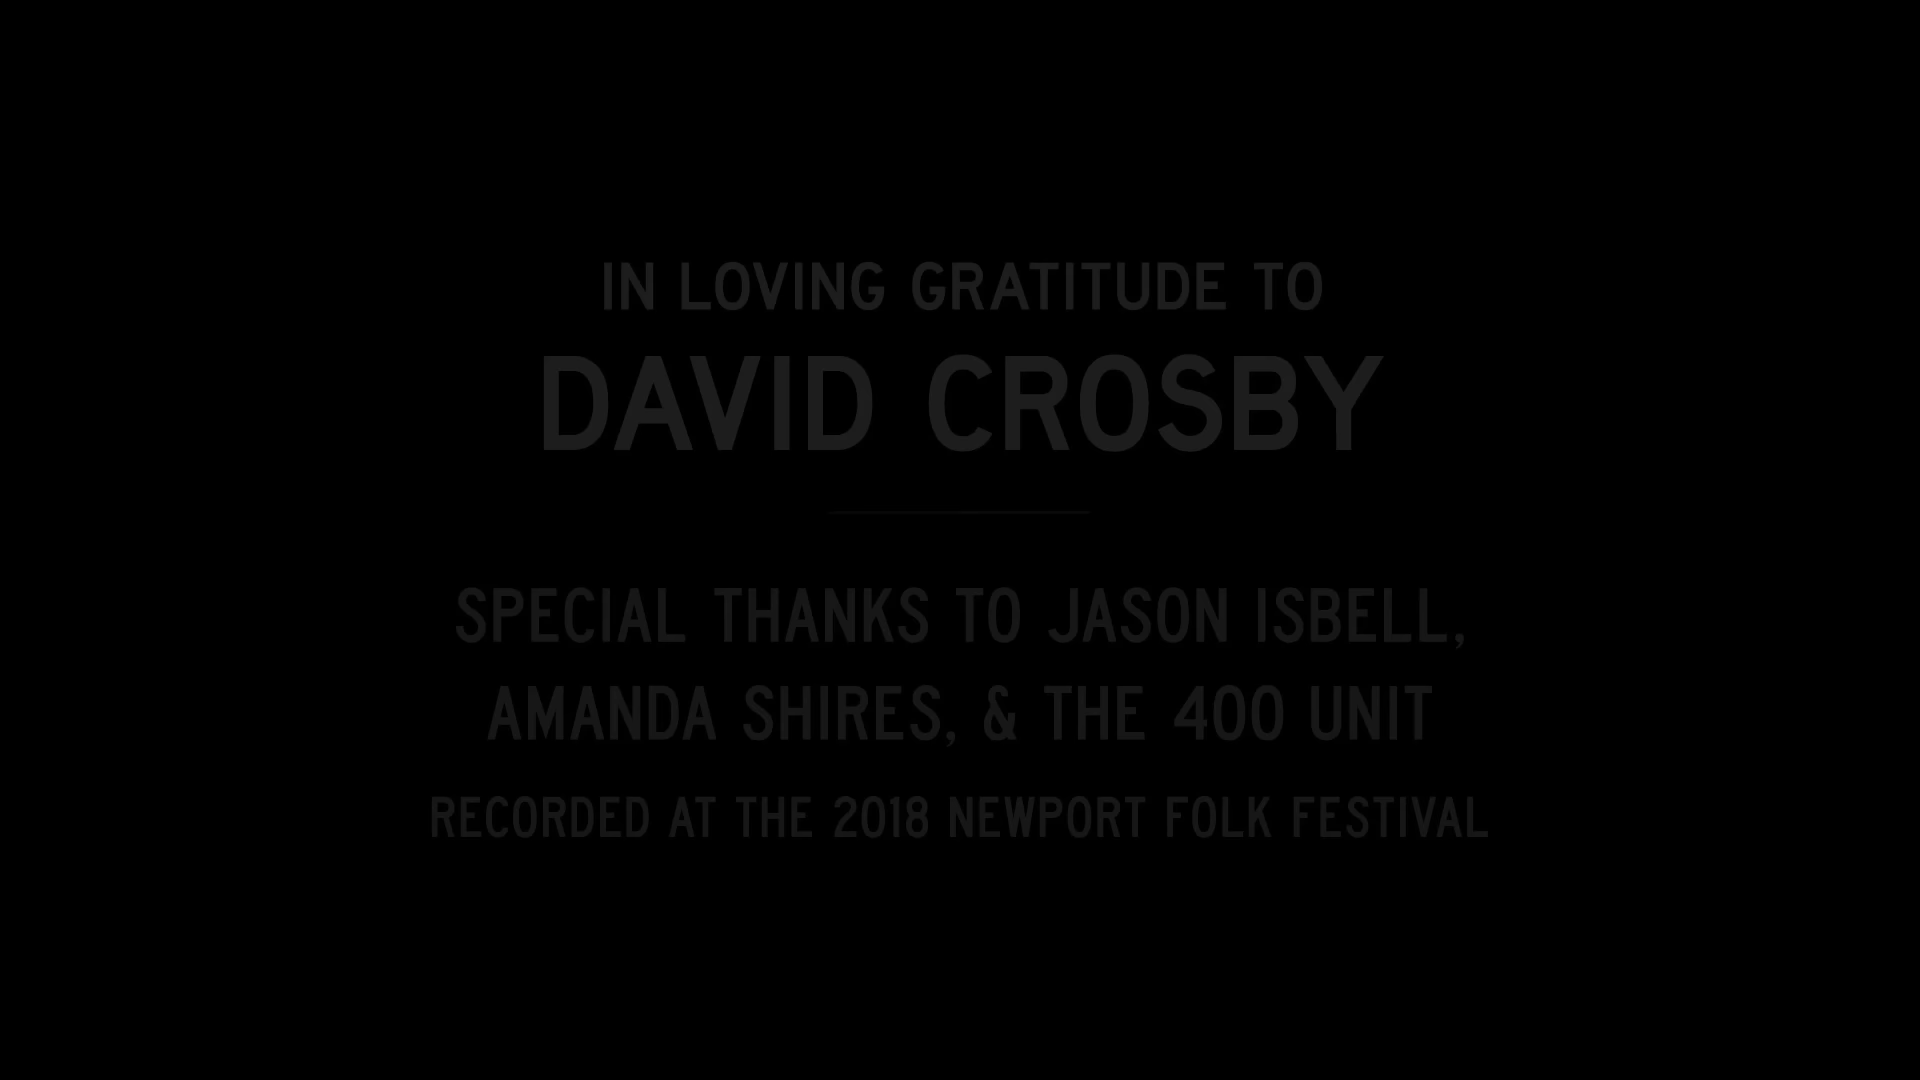 IN LOVING GRATITUDE TO
DAVID CROSBY
SPECIAL THANKS TO JASON ISBELL,
AMANDA SHIRES, & THE 400 UNIT
RECORDED AT THE 2018 NEWPORT FOLK FESTIVAL